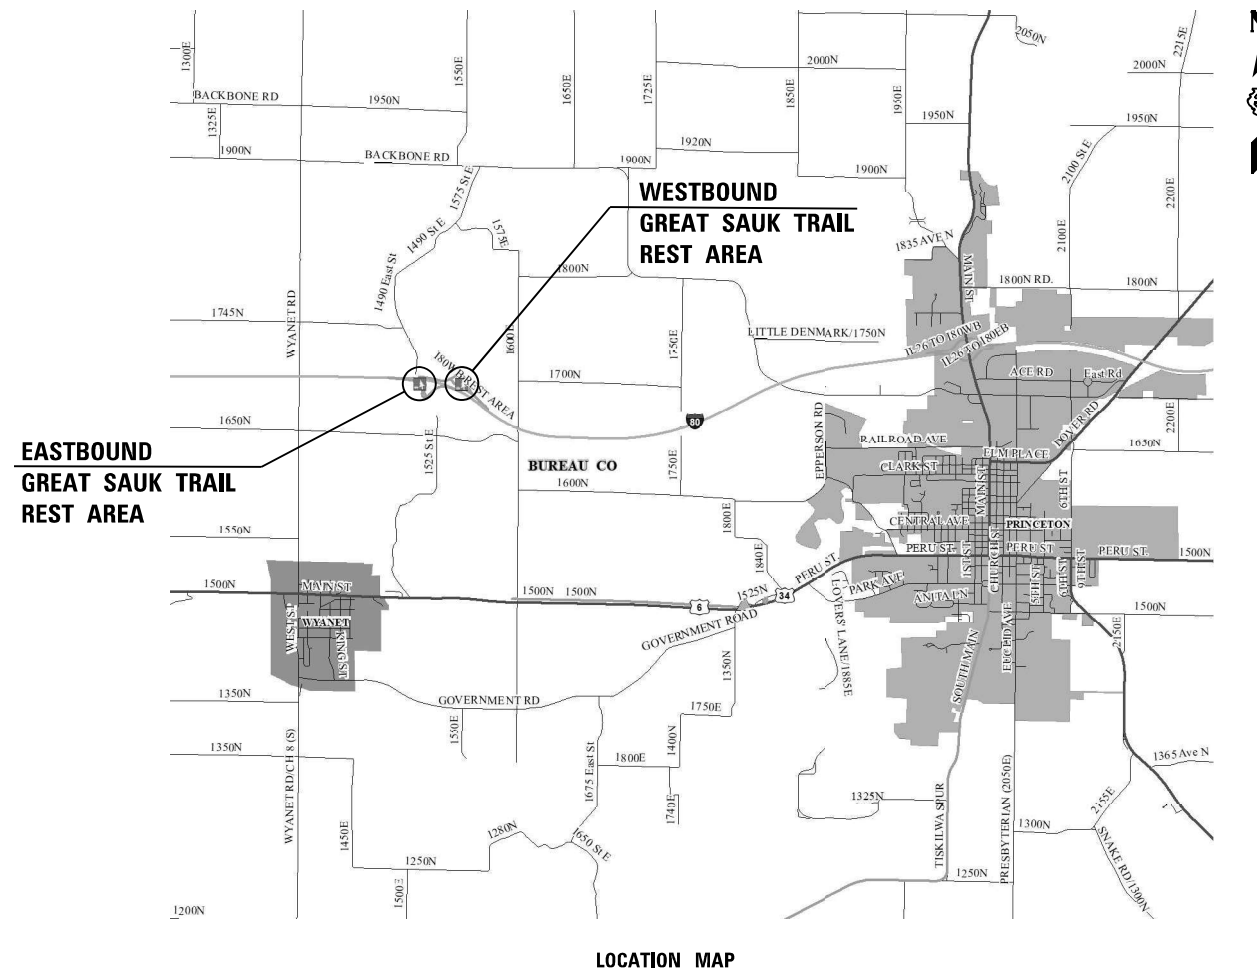 2050N
2215E
1300E
1550E
1650E
1725E
2000N
1850E
1950E
2000N
BACKBONE RD
1950N
1325E
1950N
1950N
1900N
BACKBONE RD
1900N
1920N
1900N
2100 St E
2200E
1575 St E
WESTBOUND
GREAT SAUK TRAIL
REST AREA
1490 St E
1575E
1835 AVE N
2100E
1490 East St
1800N
MAIN ST
1800N RD.
1800N
WYANET RD
1745N
1600E
1750E
LITTLE DENMARK/1750N
IL26 TO I80WB
IL26 TO I80EB
I80WB REST AREA
1700N
ACE RD
East Rd
80
EPPERSON RD
DOVER RD
2200E
1650N
1525 St E
RAILROAD AVE
ELM PLACE
1650N
EASTBOUND
GREAT SAUK TRAIL
REST AREA
BUREAU CO
1750E
CLARK ST
MAIN ST
6TH ST
1600N
1800E
CENTRAL AVE
PRINCETON
1550N
1840E
PERU ST.
PERU ST.
PERU ST
PERU ST.
1500N
1ST ST
CHURCH ST
5TH ST
6TH ST
9TH ST
1500N
MAIN ST
1500N
1500N
1525N
34
6
PARK AVE
ANITA LN
1500N
WEST ST
WYANET
KING ST
GOVERNMENT ROAD
LOVERS' LANE/1885E
EUCLID AVE
2150E
1350N
SOUTH MAIN
1350N
GOVERNMENT RD
1750E
1550E
1400N
1350N
WYANET RD/CH 8 (S)
1675 East St
1800E
1365 Ave N
1740E
1325N
TISKILWA SPUR
PRESBYTERIAN (2050E)
2155E
1450E
1280N
1650 St E
1300N
SNAKE RD/1300N
1250N
1500E
1250N
1200N
LOCATION MAP